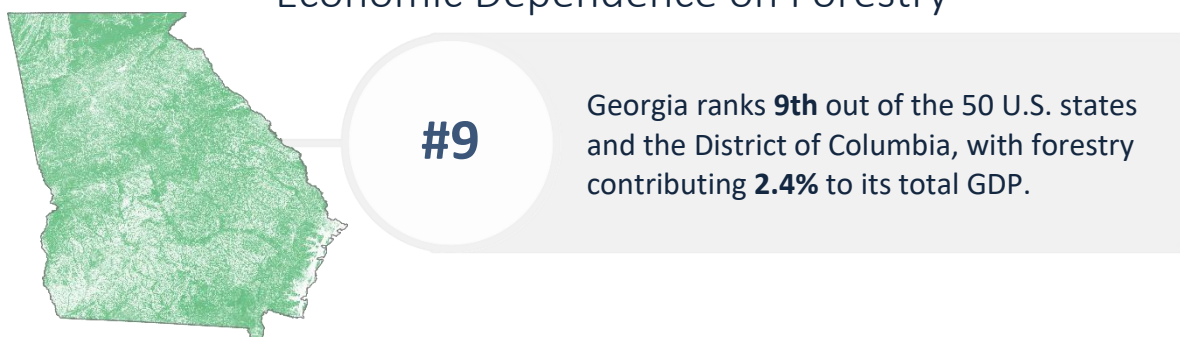 Economic Dependence on Forestry
#9
Georgia ranks 9th out of the 50 U.S. states
and the District of Columbia, with forestry
contributing 2.4% to its total GDP.